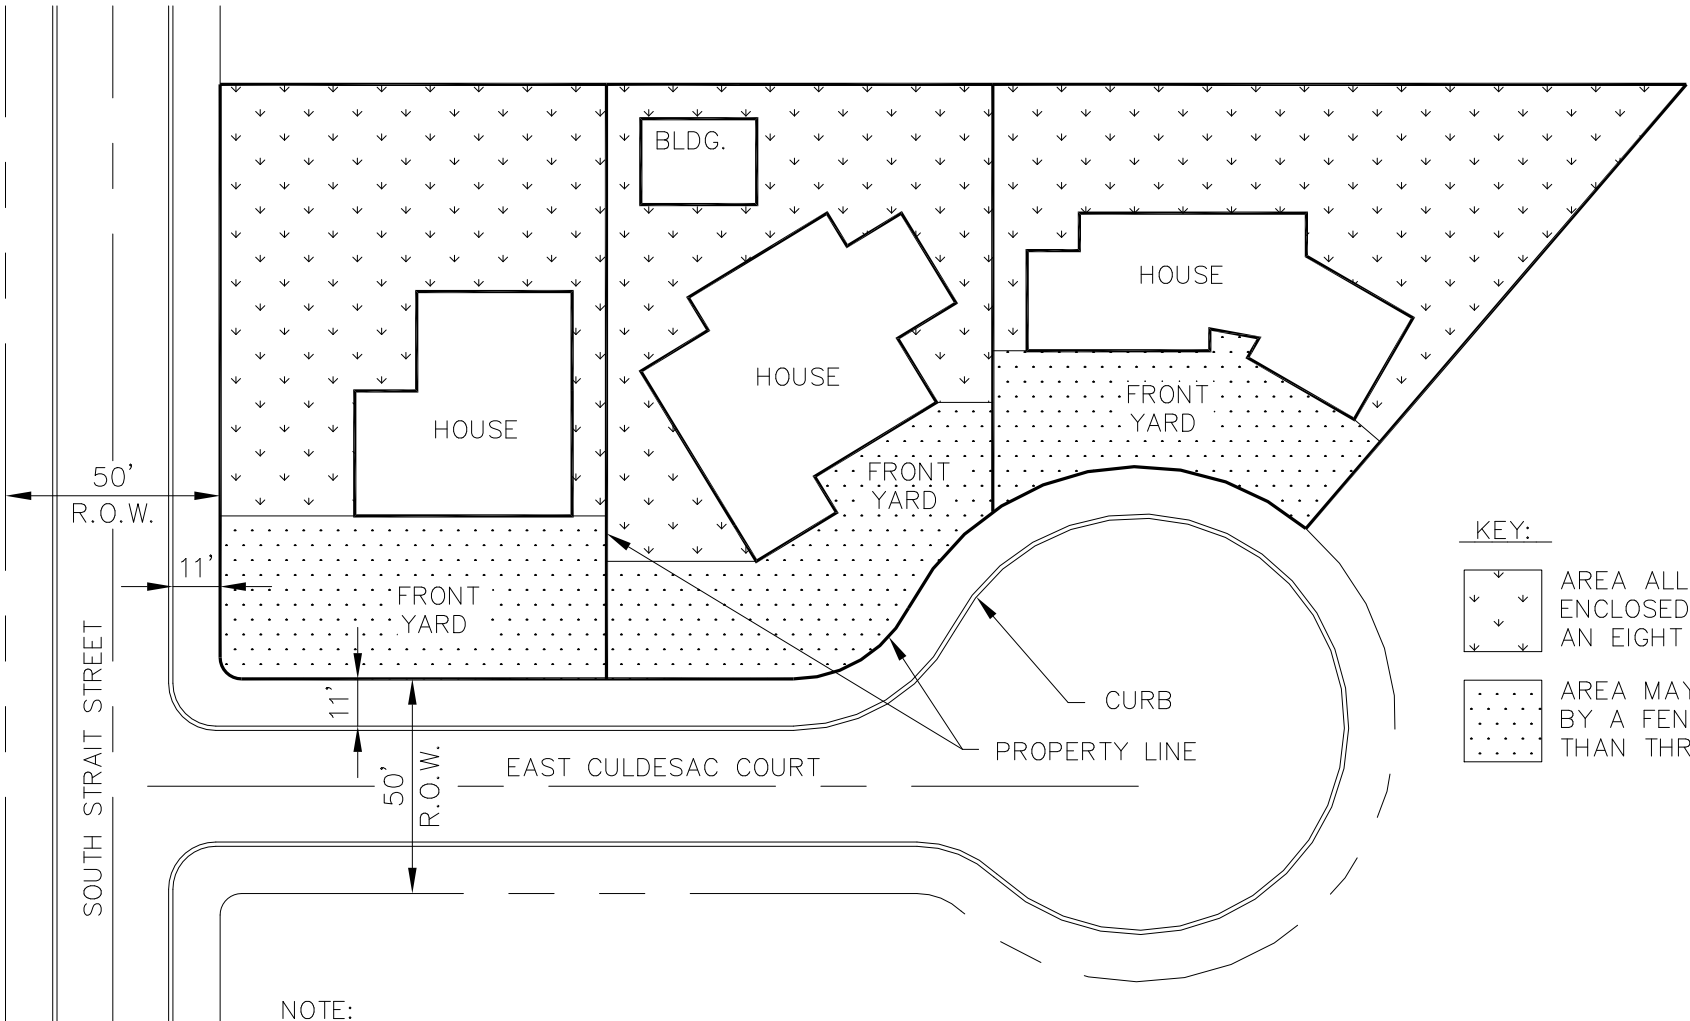 BLDG.
HOUSE
HOUSE
HOUSE
FRONT
YARD
FRONT
YARD
FRONT
YARD
50'
R.O.W.
11'
11'
50'
R.O.W.
SOUTH STRAIT STREET
EAST CULDESAC COURT
CURB
PROPERTY LINE
KEY:
AREA ALL
ENCLOSED
AN EIGHT
AREA MAY
BY A FEN
THAN THR
NOTE: